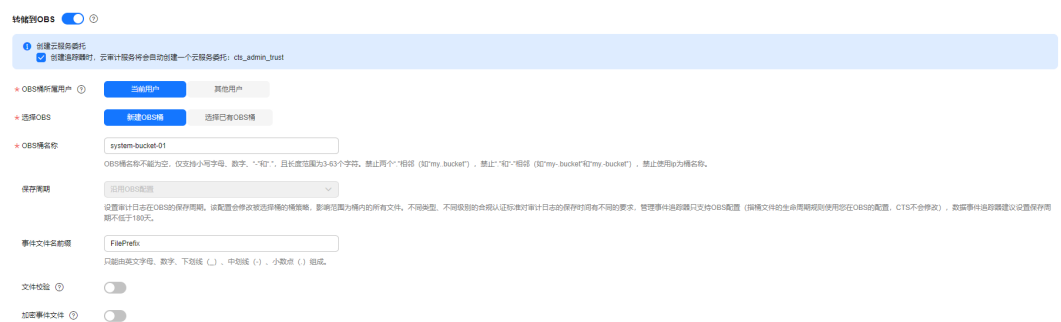 转储到OBS
创建云服务委托
创建追踪器时，云审计服务将会自动创建一个云服务委托：cts_admin_trust
* OBS桶所属用户 当前用户 其他用户
* 选择OBS 新建OBS桶 选择已有OBS桶
* OBS桶名称 system-bucket-01
OBS桶名称不能为空，仅支持小写字母、数字、“-”和“.”，且长度范围为3-63个字符。禁止两个“.”相邻（如“my..bucket”），禁止“.”和“-”相邻（如“my-.bucket”和“my.-bucket”），禁止使用ip为桶名称。
保存周期 沿用OBS配置
设置审计日志在OBS的保存周期。该配置会修改被选择桶的桶策略，影响范围为桶内的所有文件。不同类型、不同级别的合规认证标准对审计日志的保存时间有不同的要求，管理事件追踪器只支持OBS配置（指桶文件的生命周期规则使用您在OBS的配置，CTS不会修改），数据事件追踪器建议设置保存周
期不低于180天。
事件文件名前缀 FilePrefix
只能由英文字母、数字、下划线（_）、中划线（-）、小数点（.）组成。
文件校验
加密事件文件